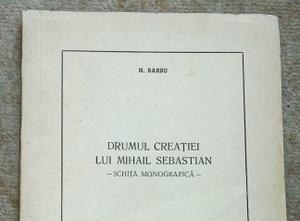 N. BARBU
DRUMUL CREAȚIEI
LUI MIHAIL SEBASTIAN
— SCHIȚĂ MONOGRAFICĂ —